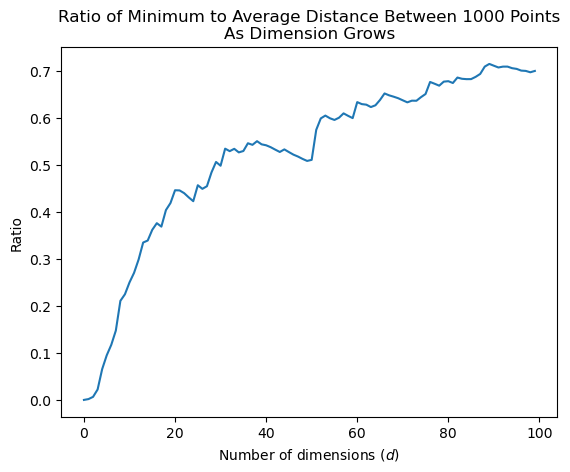 Ratio of Minimum to Average Distance Between 1000 Points
As Dimension Grows
0.7
0.6
0.5
0.4
0.3
0.2
0.1
0.0
Ratio
0 20 40 60 80 100
Number of dimensions (d)